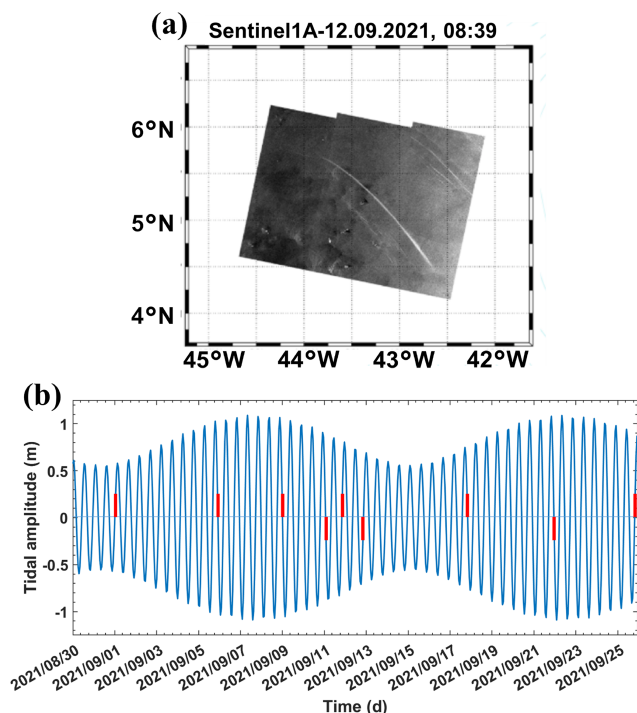 (a)
Sentinel1A-12.09.2021, 08:39
6°N
5°N
4°N
45°W 44°W 43°W 42°W
(b)
Tidal amplitude (m)
1
0.5
0
-0.5
-1
2021/08/30 2021/09/01 2021/09/03 2021/09/05 2021/09/07 2021/09/09 2021/09/11 2021/09/13 2021/09/15 2021/09/17 2021/09/19 2021/09/21 2021/09/23 2021/09/25
Time (d)